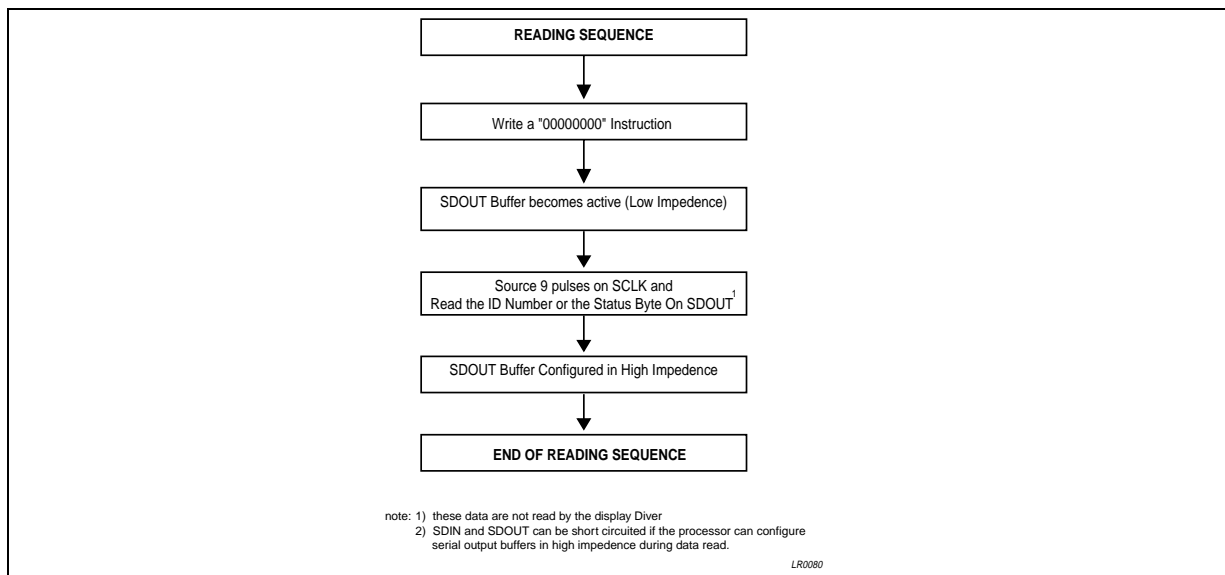 READING SEQUENCE
Write a "00000000" Instruction
SDOUT Buffer becomes active (Low Impedence)
Source 9 pulses on SCLK and
Read the ID Number or the Status Byte On SDOUT1
SDOUT Buffer Configured in High Impedence
END OF READING SEQUENCE
note: 1) these data are not read by the display Diver
2) SDIN and SDOUT can be short circuited if the processor can configure
serial output buffers in high impedence during data read.
LR0080